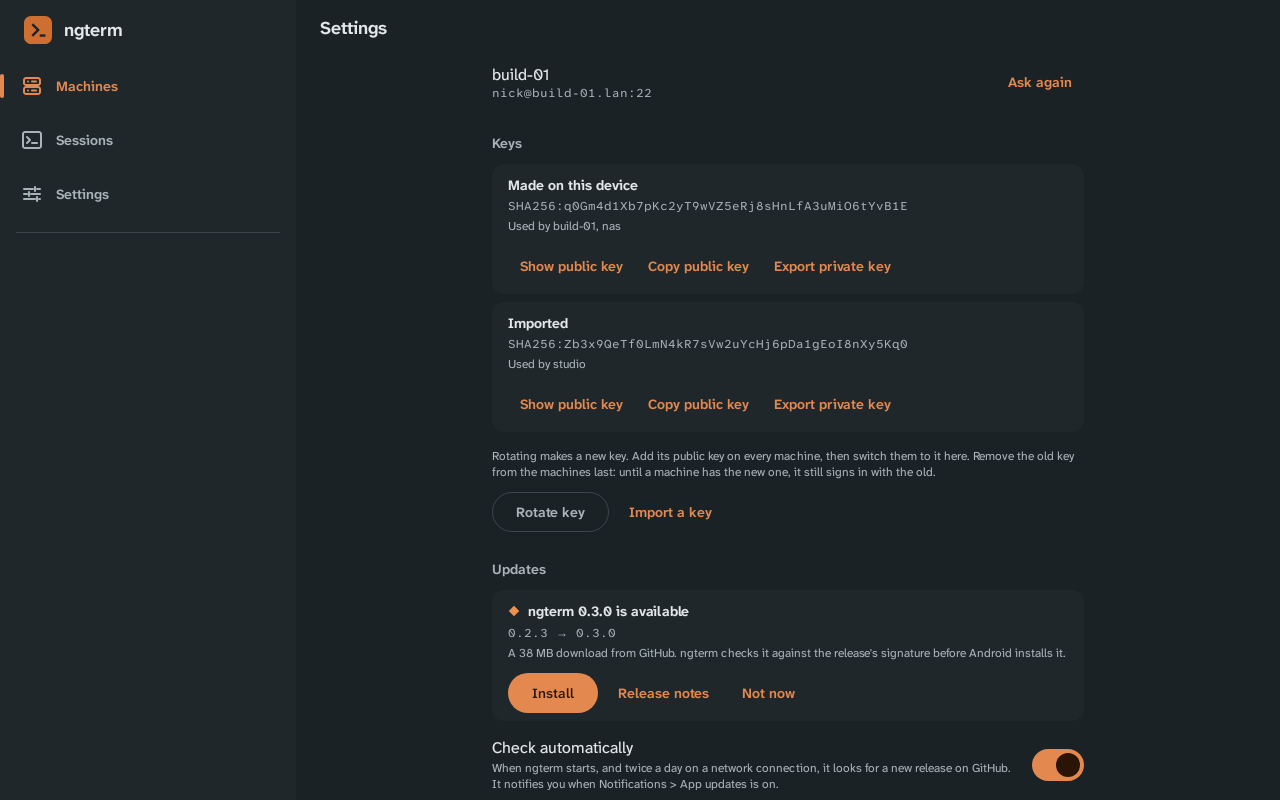 ngterm
Machines
Sessions
Settings
Settings
build-01
nick@build-01.lan:22
Ask again
Keys
Made on this device
SHA256:q0Gm4d1Xb7pKc2yT9wVZ5eRj8sHnLfA3uMiO6tYvB1E
Used by build-01, nas
Show public key Copy public key Export private key
Imported
SHA256:Zb3x9QeTf0LmN4kR7sVw2uYcHj6pDa1gEoI8nXy5Kq0
Used by studio
Show public key Copy public key Export private key
Rotating makes a new key. Add its public key on every machine, then switch them to it here. Remove the old key
from the machines last: until a machine has the new one, it still signs in with the old.
Rotate key Import a key
Updates
ngterm 0.3.0 is available
0.2.3 → 0.3.0
A 38 MB download from GitHub. ngterm checks it against the release's signature before Android installs it.
Install Release notes Not now
Check automatically
When ngterm starts, and twice a day on a network connection, it looks for a new release on GitHub.
It notifies you when Notifications > App updates is on.